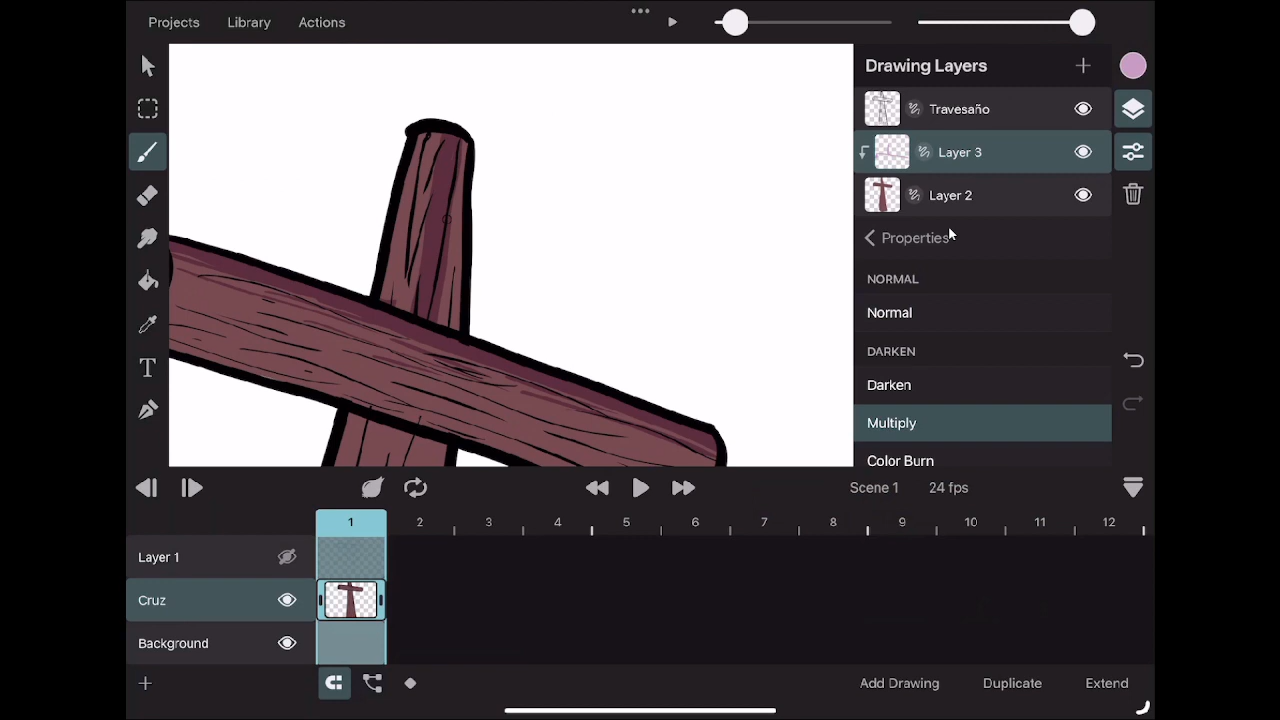 Projects Library Actions
Drawing Layers
Travesaño
Layer 3
Layer 2
Properties
NORMAL
Normal
DARKEN
Darken
Multiply
Color Burn
Scene 1 24 fps
1 2 3 4 5 6 7 8 9 10 11 12
Layer 1
Cruz
Background
Add Drawing Duplicate Extend